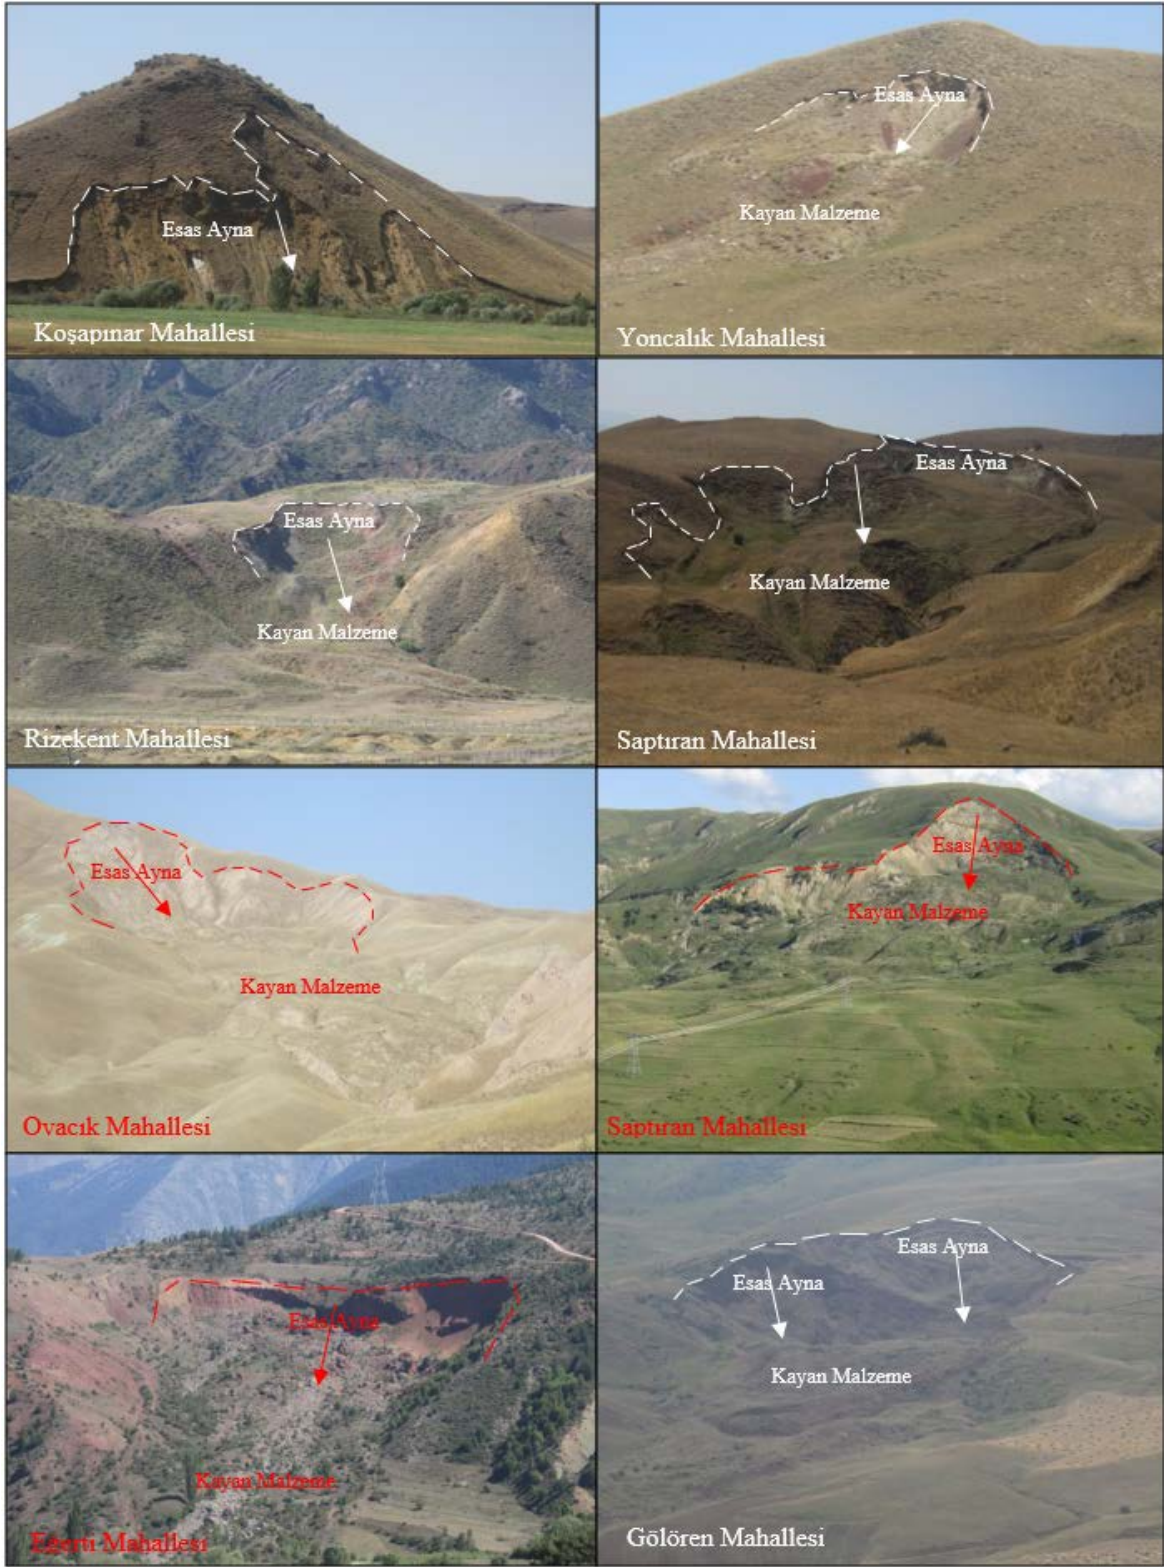 Esas Ayna
Koşapınar Mahallesi
Esas Ayna
Kayan Malzeme
Yoncalık Mahallesi
Esas Ayna
Kayan Malzeme
Rizekent Mahallesi
Esas Ayna
Kayan Malzeme
Saptıran Mahallesi
Esas Ayna
Kayan Malzeme
Ovacık Mahallesi
Esas Ayna
Kayan Malzeme
Saptıran Mahallesi
Esas Ayna
Kayan Malzeme
Eğerti Mahallesi
Esas Ayna
Esas Ayna
Kayan Malzeme
Gölören Mahallesi